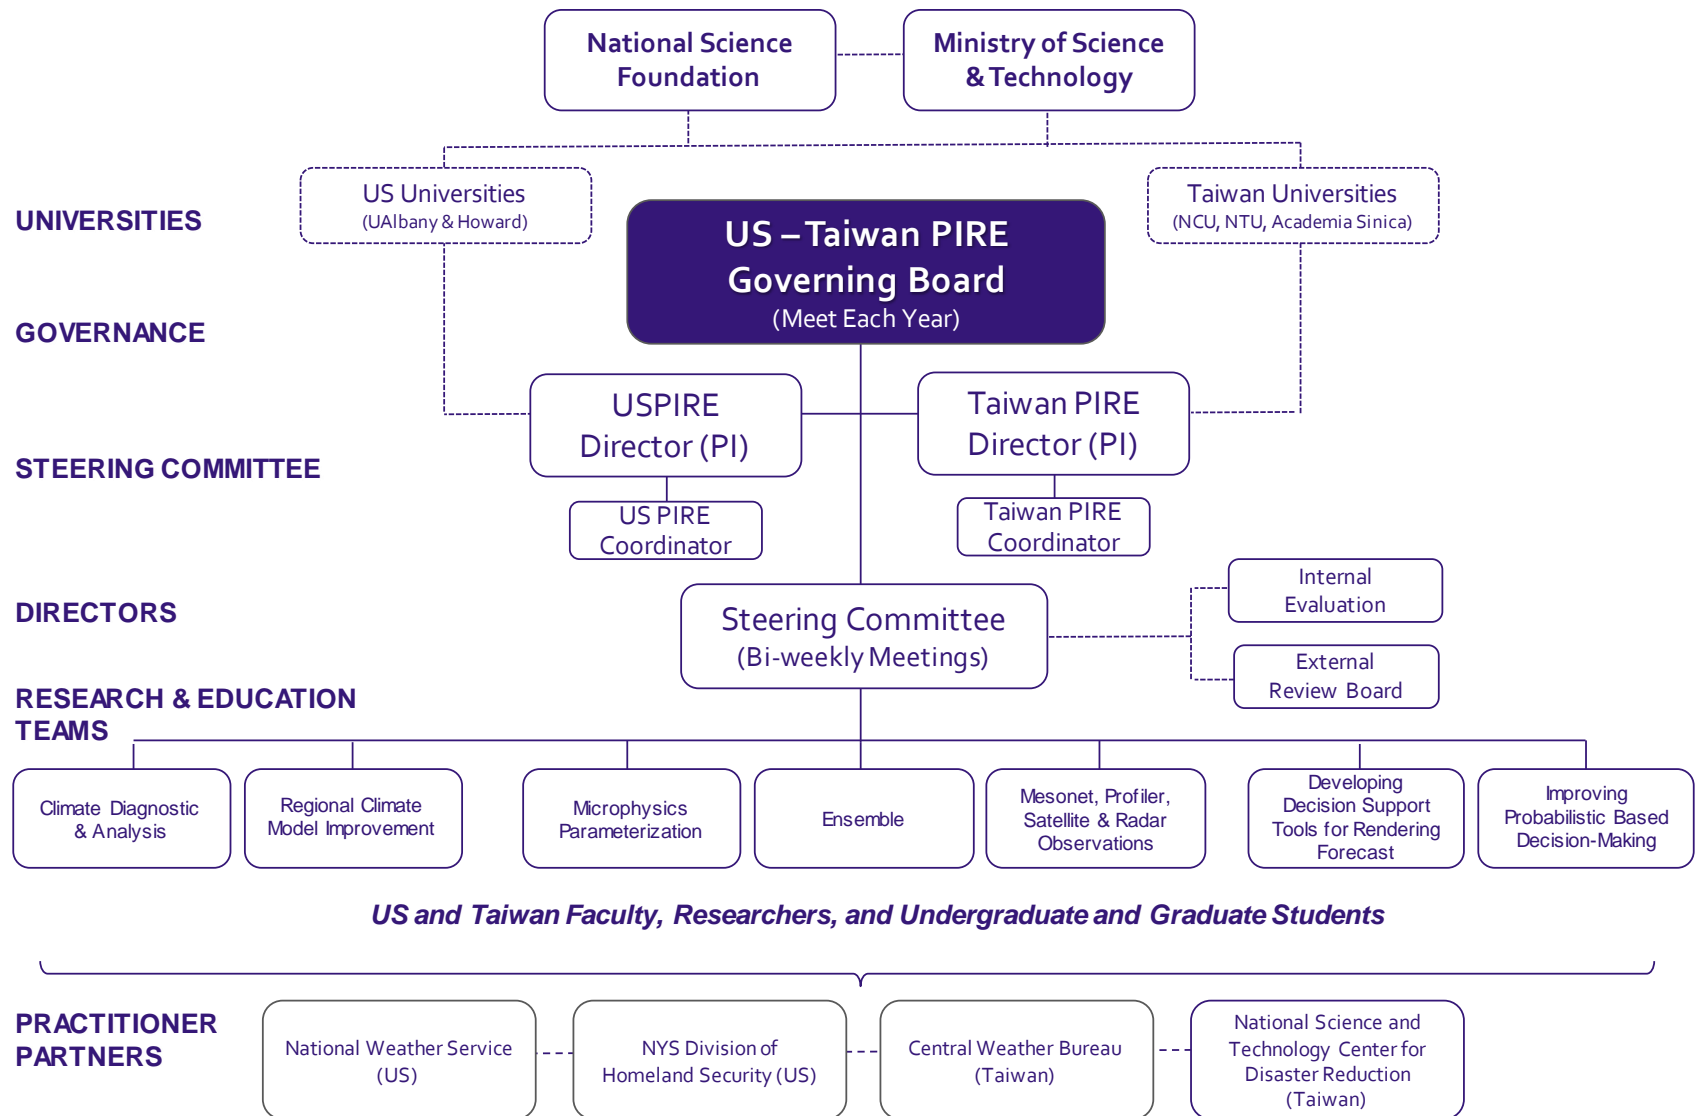 National Science
Foundation
Ministry of Science
& Technology
UNIVERSITIES
US Universities
(UAlbany & Howard)
Taiwan Universities
(NCU, NTU, Academia Sinica)
US – Taiwan PIRE
Governing Board
(Meet Each Year)
GOVERNANCE
USPIRE
Director (PI)
Taiwan PIRE
Director (PI)
STEERING COMMITTEE
US PIRE
Coordinator
Taiwan PIRE
Coordinator
DIRECTORS
Steering Committee
(Bi-weekly Meetings)
Internal
Evaluation
External
Review Board
RESEARCH & EDUCATION
TEAMS
Climate Diagnostic
& Analysis
Regional Climate
Model Improvement
Microphysics
Parameterization
Ensemble
Mesonet, Profiler,
Satellite & Radar
Observations
Developing
Decision Support
Tools for Rendering
Forecast
Improving
Probabilistic Based
Decision-Making
US and Taiwan Faculty, Researchers, and Undergraduate and Graduate Students
PRACTITIONER
PARTNERS
National Weather Service
(US)
NYS Division of
Homeland Security (US)
Central Weather Bureau
(Taiwan)
National Science and
Technology Center for
Disaster Reduction
(Taiwan)